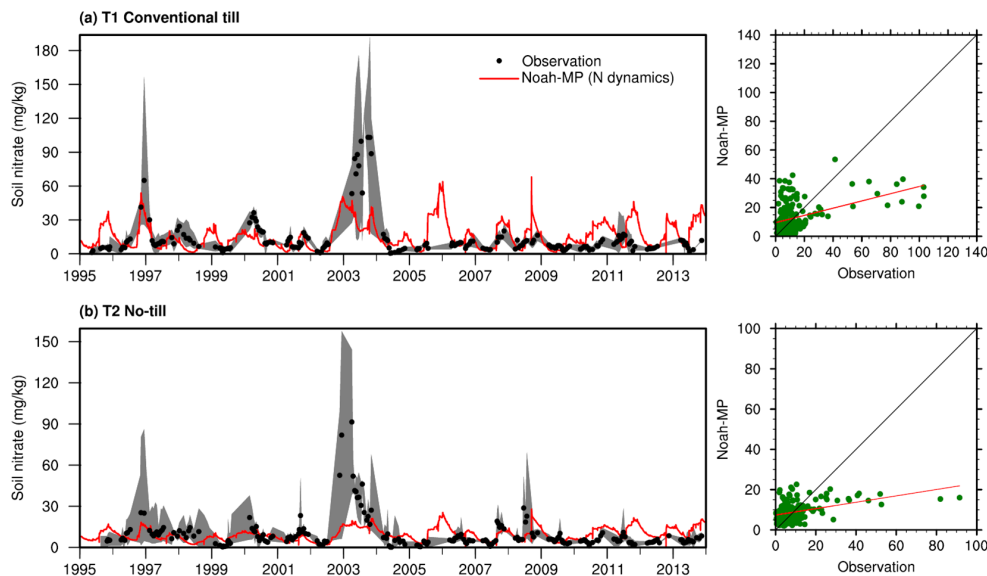 (a) T1 Conventional till
Soil nitrate (mg/kg)
180
150
120
90
60
30
0
1995 1997 1999 2001 2003 2005 2007 2009 2011 2013
Observation
Noah-MP (N dynamics)
Noah-MP
140
120
100
80
60
40
20
0
0 20 40 60 80 100 120 140
Observation
(b) T2 No-till
Soil nitrate (mg/kg)
150
120
90
60
30
0
1995 1997 1999 2001 2003 2005 2007 2009 2011 2013
Noah-MP
100
80
60
40
20
0
0 20 40 60 80 100
Observation